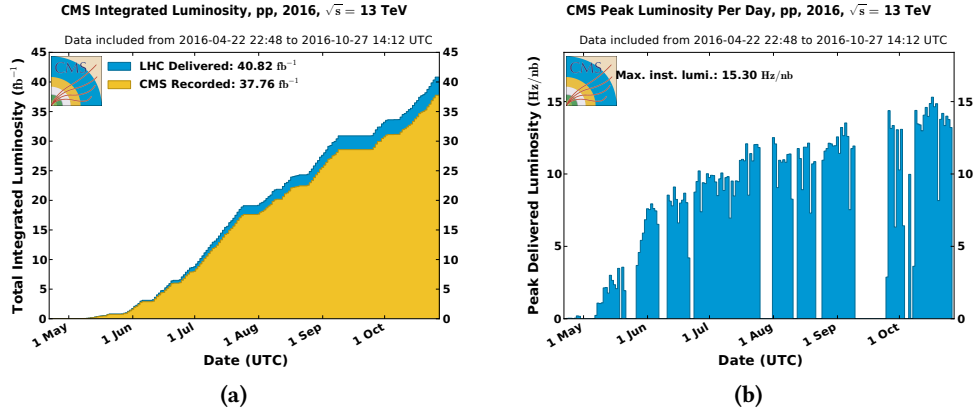 CMS Integrated Luminosity, pp, 2016, √s = 13 TeV
Data included from 2016-04-22 22:48 to 2016-10-27 14:12 UTC
CMS
LHC Delivered: 40.82 fb⁻¹
CMS Recorded: 37.76 fb⁻¹
Total Integrated Luminosity (fb⁻¹)
45
40
35
30
25
20
15
10
5
0
45
40
35
30
25
20
15
10
5
0
1 May
1 Jun
1 Jul
1 Aug
1 Sep
1 Oct
Date (UTC)
(a)
CMS Peak Luminosity Per Day, pp, 2016, √s = 13 TeV
Data included from 2016-04-22 22:48 to 2016-10-27 14:12 UTC
CMS
Max. inst. lumi.: 15.30 Hz/nb
Peak Delivered Luminosity (Hz/nb)
15
10
5
0
15
10
5
0
1 May
1 Jun
1 Jul
1 Aug
1 Sep
1 Oct
Date (UTC)
(b)